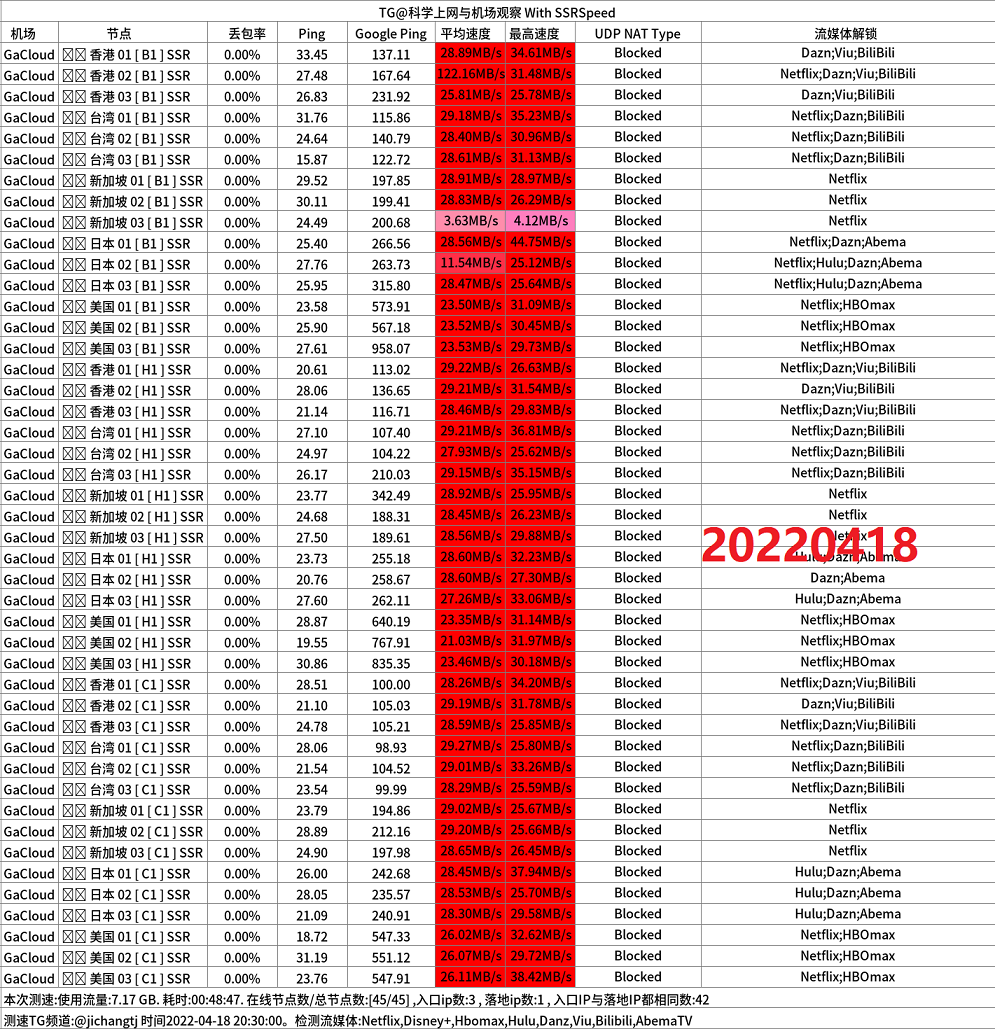 TG@科学上网与机场观察 With SSRSpeed
机场 节点 丢包率 Ping Google Ping 平均速度 最高速度 UDP NAT Type 流媒体解锁
GaCloud 香港 01 [ B1 ] SSR 0.00% 33.45 137.11 28.89MB/s 34.61MB/s Blocked Dazn;Viu;BiliBili
GaCloud 香港 02 [ B1 ] SSR 0.00% 27.48 167.64 122.16MB/s 31.48MB/s Blocked Netflix;Dazn;Viu;BiliBili
GaCloud 香港 03 [ B1 ] SSR 0.00% 26.83 231.92 25.81MB/s 25.78MB/s Blocked Dazn;Viu;BiliBili
GaCloud 台湾 01 [ B1 ] SSR 0.00% 31.76 115.86 29.18MB/s 35.23MB/s Blocked Netflix;Dazn;BiliBili
GaCloud 台湾 02 [ B1 ] SSR 0.00% 24.64 140.79 28.40MB/s 30.96MB/s Blocked Netflix;Dazn;BiliBili
GaCloud 台湾 03 [ B1 ] SSR 0.00% 15.87 122.72 28.61MB/s 31.13MB/s Blocked Netflix;Dazn;BiliBili
GaCloud 新加坡 01 [ B1 ] SSR 0.00% 29.52 197.85 28.91MB/s 28.97MB/s Blocked Netflix
GaCloud 新加坡 02 [ B1 ] SSR 0.00% 30.11 199.41 28.83MB/s 26.29MB/s Blocked Netflix
GaCloud 新加坡 03 [ B1 ] SSR 0.00% 24.49 200.68 3.63MB/s 4.12MB/s Blocked Netflix
GaCloud 日本 01 [ B1 ] SSR 0.00% 25.40 266.56 28.56MB/s 44.75MB/s Blocked Netflix;Dazn;Abema
GaCloud 日本 02 [ B1 ] SSR 0.00% 27.76 263.73 11.54MB/s 25.12MB/s Blocked Netflix;Hulu;Dazn;Abema
GaCloud 日本 03 [ B1 ] SSR 0.00% 25.95 315.80 28.47MB/s 25.64MB/s Blocked Netflix;Hulu;Dazn;Abema
GaCloud 美国 01 [ B1 ] SSR 0.00% 23.58 573.91 23.50MB/s 31.09MB/s Blocked Netflix;HBOmax
GaCloud 美国 02 [ B1 ] SSR 0.00% 25.90 567.18 23.52MB/s 30.45MB/s Blocked Netflix;HBOmax
GaCloud 美国 03 [ B1 ] SSR 0.00% 27.61 958.07 23.53MB/s 29.73MB/s Blocked Netflix;HBOmax
GaCloud 香港 01 [ H1 ] SSR 0.00% 20.61 113.02 29.22MB/s 26.63MB/s Blocked Netflix;Dazn;Viu;BiliBili
GaCloud 香港 02 [ H1 ] SSR 0.00% 28.06 136.65 29.21MB/s 31.54MB/s Blocked Dazn;Viu;BiliBili
GaCloud 香港 03 [ H1 ] SSR 0.00% 21.14 116.71 28.46MB/s 29.83MB/s Blocked Netflix;Dazn;Viu;BiliBili
GaCloud 台湾 01 [ H1 ] SSR 0.00% 27.10 107.40 29.21MB/s 36.81MB/s Blocked Netflix;Dazn;BiliBili
GaCloud 台湾 02 [ H1 ] SSR 0.00% 24.97 104.22 27.93MB/s 25.62MB/s Blocked Netflix;Dazn;BiliBili
GaCloud 台湾 03 [ H1 ] SSR 0.00% 26.17 210.03 29.15MB/s 35.15MB/s Blocked Netflix;Dazn;BiliBili
GaCloud 新加坡 01 [ H1 ] SSR 0.00% 23.77 342.49 28.92MB/s 25.95MB/s Blocked Netflix
GaCloud 新加坡 02 [ H1 ] SSR 0.00% 24.68 188.31 28.45MB/s 26.23MB/s Blocked Netflix
GaCloud 新加坡 03 [ H1 ] SSR 0.00% 27.50 189.61 28.56MB/s 29.88MB/s Blocked Netflix
20220418
GaCloud 日本 01 [ H1 ] SSR 0.00% 23.73 255.18 28.60MB/s 32.23MB/s Blocked Hulu;Dazn;Abema
GaCloud 日本 02 [ H1 ] SSR 0.00% 20.76 258.67 28.60MB/s 27.30MB/s Blocked Dazn;Abema
GaCloud 日本 03 [ H1 ] SSR 0.00% 27.60 262.11 27.26MB/s 33.06MB/s Blocked Hulu;Dazn;Abema
GaCloud 美国 01 [ H1 ] SSR 0.00% 28.87 640.19 23.35MB/s 31.14MB/s Blocked Netflix;HBOmax
GaCloud 美国 02 [ H1 ] SSR 0.00% 19.55 767.91 21.03MB/s 31.97MB/s Blocked Netflix;HBOmax
GaCloud 美国 03 [ H1 ] SSR 0.00% 30.86 835.35 23.46MB/s 30.18MB/s Blocked Netflix;HBOmax
GaCloud 香港 01 [ C1 ] SSR 0.00% 28.51 100.00 28.26MB/s 34.20MB/s Blocked Netflix;Dazn;Viu;BiliBili
GaCloud 香港 02 [ C1 ] SSR 0.00% 21.10 105.03 29.19MB/s 31.78MB/s Blocked Dazn;Viu;BiliBili
GaCloud 香港 03 [ C1 ] SSR 0.00% 24.78 105.21 28.59MB/s 25.85MB/s Blocked Netflix;Dazn;Viu;BiliBili
GaCloud 台湾 01 [ C1 ] SSR 0.00% 28.06 98.93 29.27MB/s 25.80MB/s Blocked Netflix;Dazn;BiliBili
GaCloud 台湾 02 [ C1 ] SSR 0.00% 21.54 104.52 29.01MB/s 33.26MB/s Blocked Netflix;Dazn;BiliBili
GaCloud 台湾 03 [ C1 ] SSR 0.00% 23.54 99.99 28.29MB/s 25.59MB/s Blocked Netflix;Dazn;BiliBili
GaCloud 新加坡 01 [ C1 ] SSR 0.00% 23.79 194.86 29.02MB/s 25.67MB/s Blocked Netflix
GaCloud 新加坡 02 [ C1 ] SSR 0.00% 28.89 212.16 29.20MB/s 25.66MB/s Blocked Netflix
GaCloud 新加坡 03 [ C1 ] SSR 0.00% 24.90 197.98 28.65MB/s 26.45MB/s Blocked Netflix
GaCloud 日本 01 [ C1 ] SSR 0.00% 26.00 242.68 28.45MB/s 37.94MB/s Blocked Hulu;Dazn;Abema
GaCloud 日本 02 [ C1 ] SSR 0.00% 28.05 235.57 28.53MB/s 25.70MB/s Blocked Hulu;Dazn;Abema
GaCloud 日本 03 [ C1 ] SSR 0.00% 21.09 240.91 28.30MB/s 29.58MB/s Blocked Hulu;Dazn;Abema
GaCloud 美国 01 [ C1 ] SSR 0.00% 18.72 547.33 26.02MB/s 32.62MB/s Blocked Netflix;HBOmax
GaCloud 美国 02 [ C1 ] SSR 0.00% 31.19 551.12 26.07MB/s 29.72MB/s Blocked Netflix;HBOmax
GaCloud 美国 03 [ C1 ] SSR 0.00% 23.76 547.91 26.11MB/s 38.42MB/s Blocked Netflix;HBOmax
本次测速:使用流量:7.17 GB. 耗时:00:48:47. 在线节点数/总节点数:[45/45] ,入口ip数:3 , 落地ip数:1 , 入口IP与落地IP都相同数:42
测速TG频道:@jichangtj 时间2022-04-18 20:30:00。检测流媒体:Netflix,Disney+,Hbomax,Hulu,Danz,Viu,Bilibili,AbemaTV